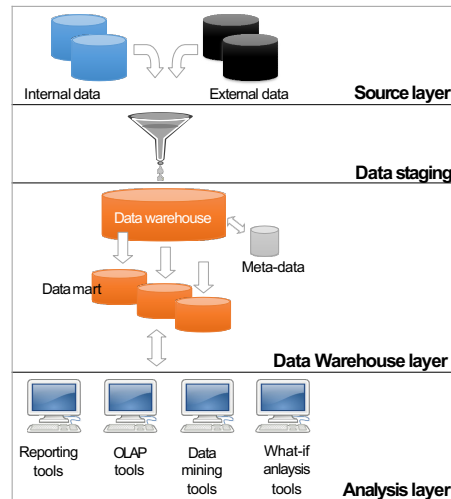 Internal data
External data
Source layer
Data staging
Data warehouse
Meta-data
Data mart
Data Warehouse layer
Reporting
tools
OLAP
tools
Data
mining
tools
What-if
anlaysis tools
Analysis layer